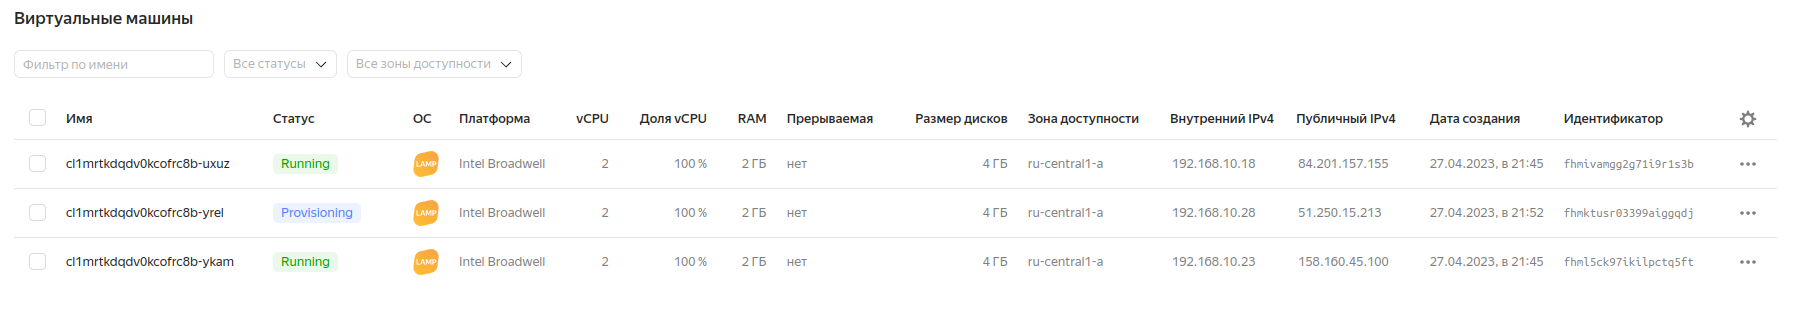 Виртуальные машины
Фильтр по имени Все статусы Все зоны доступности
Имя Статус ОС Платформа vCPU Доля vCPU RAM Прерываемая Размер дисков Зона доступности Внутренний IPv4 Публичный IPv4 Дата создания Идентификатор
cl1mrtkdqdv0kcofrc8b-uxuz Running LAMP Intel Broadwell 2 100 % 2 ГБ нет 4 ГБ ru-central1-a 192.168.10.18 84.201.157.155 27.04.2023, в 21:45 fhmivamgg2g71i9r1s3b
cl1mrtkdqdv0kcofrc8b-yrel Provisioning LAMP Intel Broadwell 2 100 % 2 ГБ нет 4 ГБ ru-central1-a 192.168.10.28 51.250.15.213 27.04.2023, в 21:52 fhmktusr03399aiggqdj
cl1mrtkdqdv0kcofrc8b-ykam Running LAMP Intel Broadwell 2 100 % 2 ГБ нет 4 ГБ ru-central1-a 192.168.10.23 158.160.45.100 27.04.2023, в 21:45 fhml5ck97ikilpctq5ft